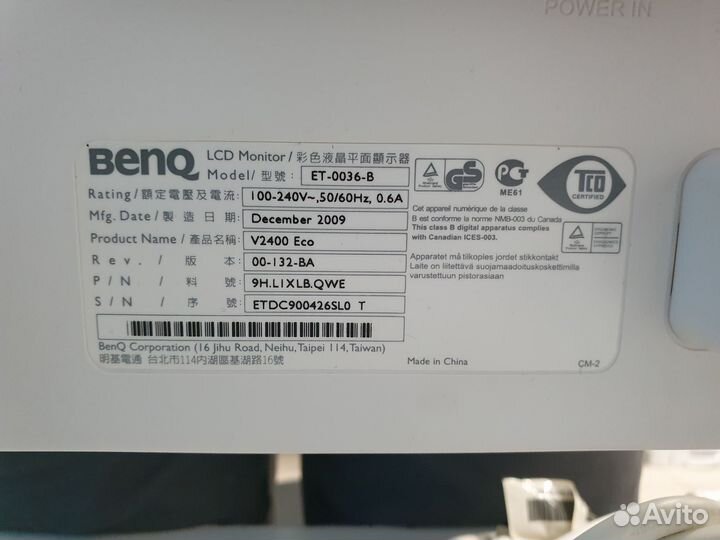 POWER IN
BenQ LCD Monitor/彩色液晶平面顯示器
Model/型號: ET-0036-B
Rating/額定電壓及電流: 100-240V~,50/60Hz, 0.6A
Mfg. Date/製造日期: December 2009
Product Name/產品名稱: V2400 Eco
Rev./版本: 00-132-BA
P/N/料號: 9H.L1XLB.QWE
S/N/序號: ETDC900426SL0 T
BenQ Corporation (16 Jihu Road, Neihu,Taipei 114,Taiwan)
明基電通 台北市114內湖區基湖路16號
GS
ME61
TCO
CERTIFIED
Cet appareil numérique de la classe
B est conforme la norme NMB-003 du Canada
This class B digital apparatus complies
with Canadian ICES-003.
Apparatet må tilkoples jordet stikkontakt
Laite on liitettävä suojamaadoituskoskettimilla
varustettuun pistorasiaan
Made in China
CM-2
Avito